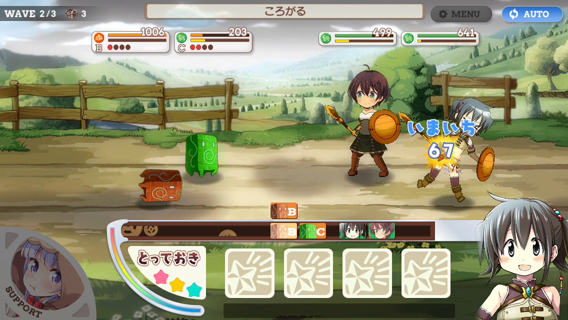 WAVE 2/3 3
ころがる
MENU
AUTO
1006
B
203
C
499
641
いまいち
67
B
B C
とっておき
SUPPORT